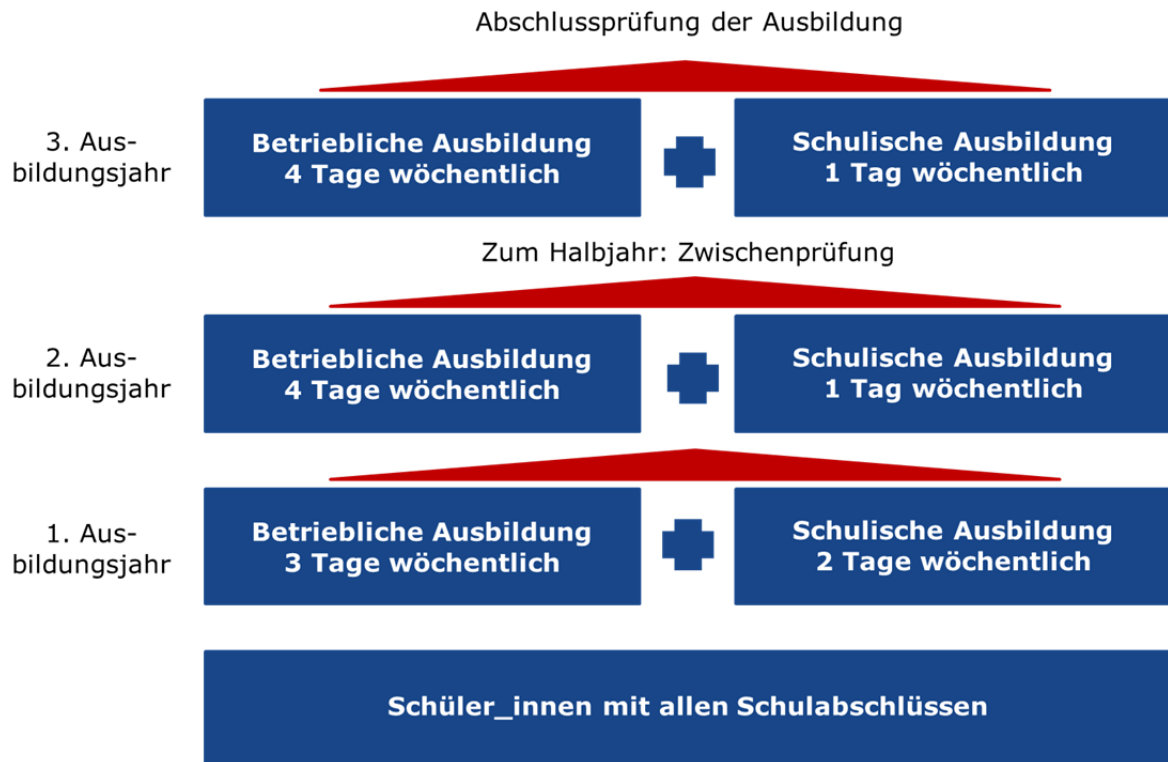 Abschlussprüfung der Ausbildung
3. Aus-
bildungsjahr
Betriebliche Ausbildung
4 Tage wöchentlich
Schulische Ausbildung
1 Tag wöchentlich
Zum Halbjahr: Zwischenprüfung
2. Aus-
bildungsjahr
Betriebliche Ausbildung
4 Tage wöchentlich
Schulische Ausbildung
1 Tag wöchentlich
1. Aus-
bildungsjahr
Betriebliche Ausbildung
3 Tage wöchentlich
Schulische Ausbildung
2 Tage wöchentlich
Schüler_innen mit allen Schulabschlüssen